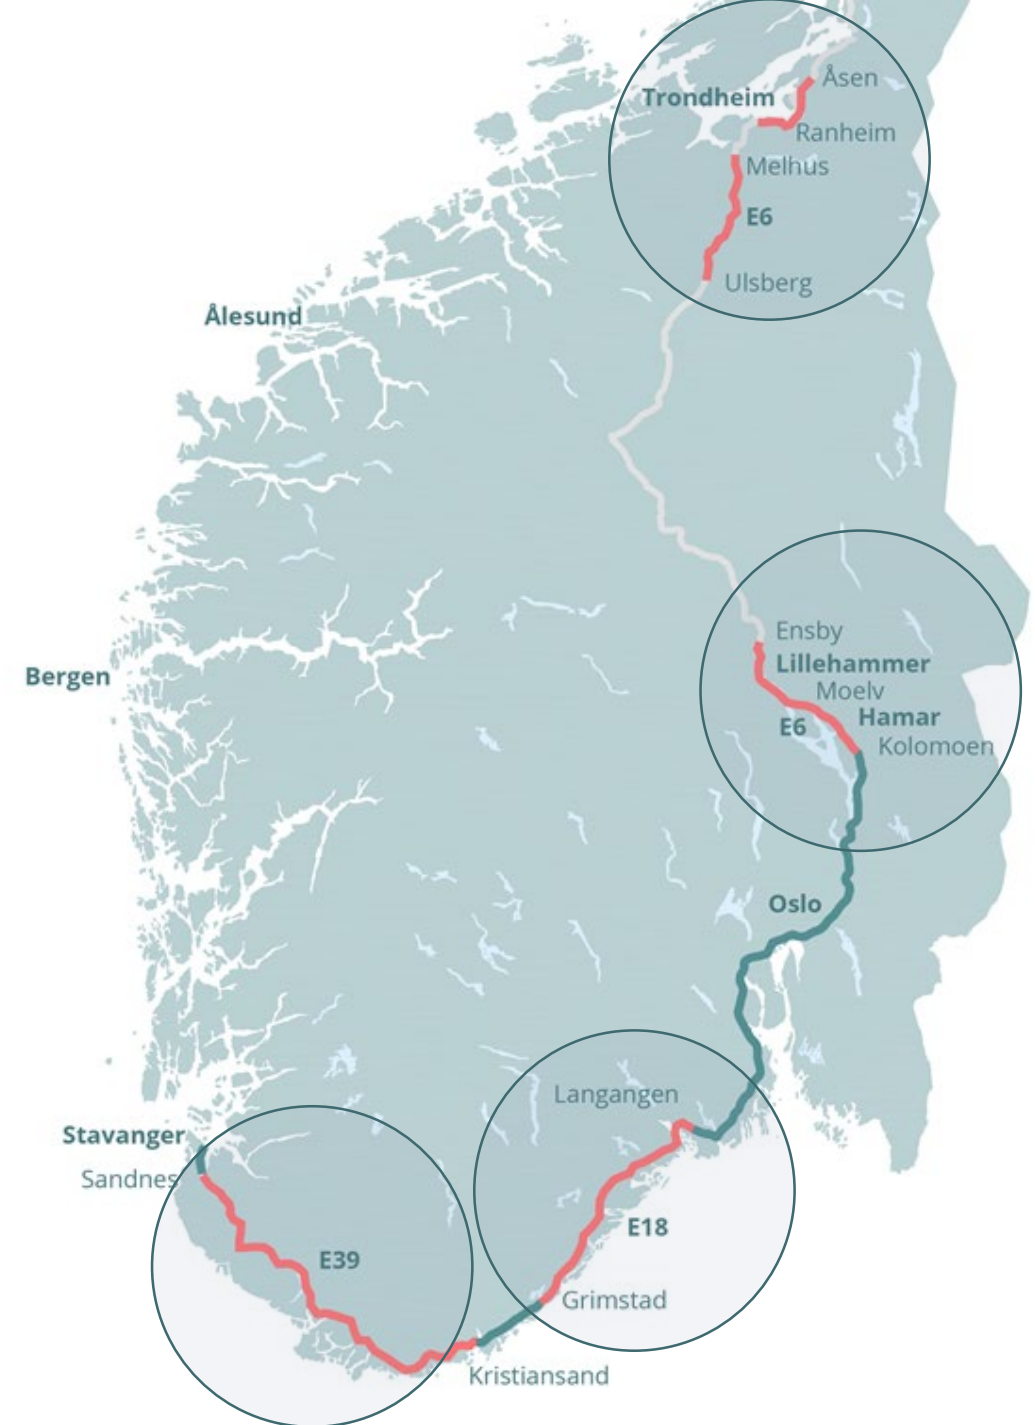 Åsen
Trondheim
Ranheim
Melhus
E6
Ulsberg
Ålesund
Ensby
Lillehammer
Bergen
Moelv
Hamar
E6
Kolomoen
Oslo
Langangen
Stavanger
Sandnes
E18
E39
Grimstad
Kristiansand